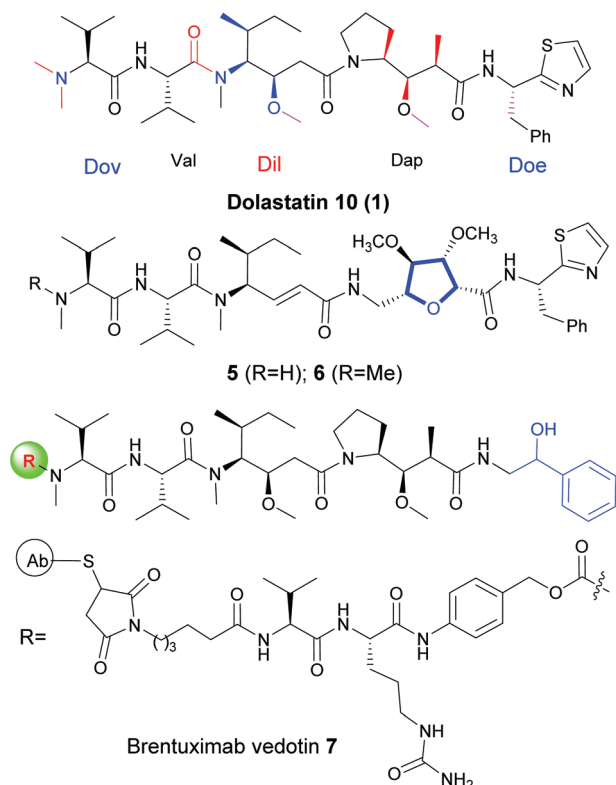 O
S
N
H
N
N
O
H
N
N
O
O
N
O
O
O
Ph
Dov
Val
Dil
Dap
Doe
Dolastatin 10 (1)
OCH3
CH3O
S
O
R
H
N
H
N
H
N
N
N
N
O
O
O
O
O
Ph
5 (R=H); 6 (R=Me)
OH
O
R
H
N
H
N
N
N
N
O
O
O
O
O
O
Ab
S
O
O
O
O
R=
N
O
( )3
N
H
O
H
N
O
N
H
O
NH
O
NH2
Brentuximab vedotin 7